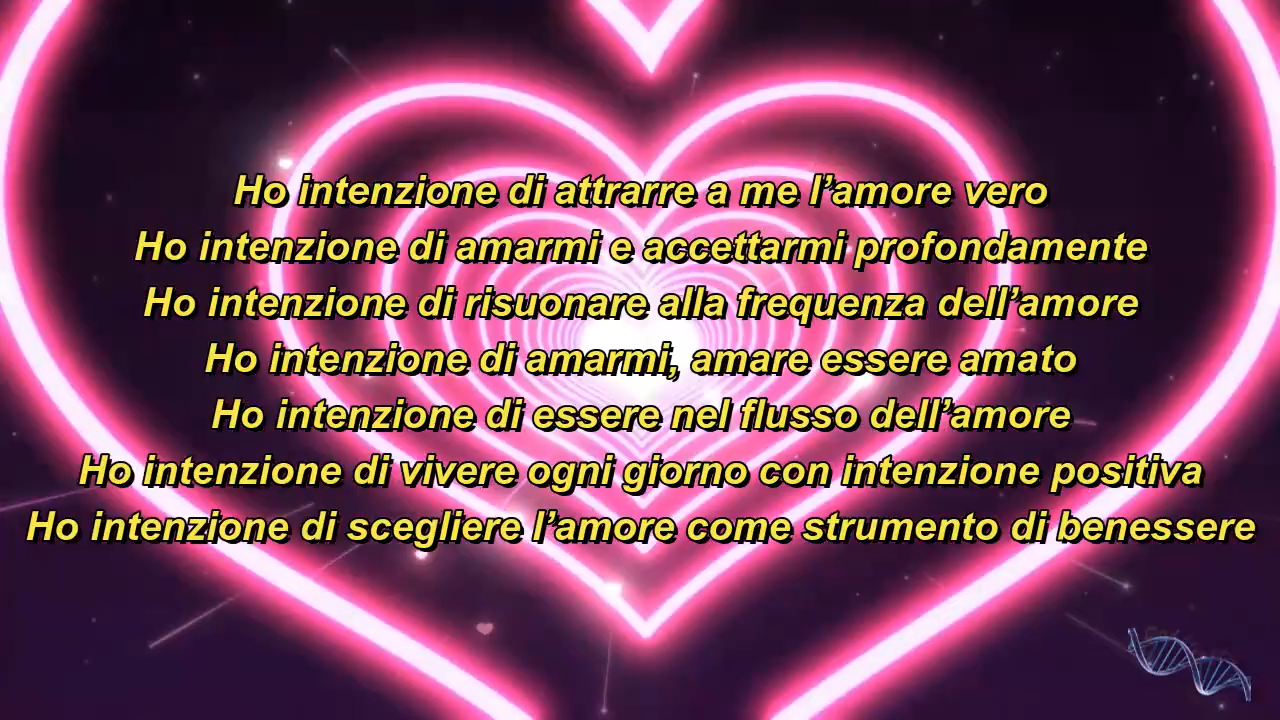 Ho intenzione di attrarre a me l’amore vero
Ho intenzione di amarmi e accettarmi profondamente
Ho intenzione di risuonare alla frequenza dell’amore
Ho intenzione di amarmi, amare essere amato
Ho intenzione di essere nel flusso dell’amore
Ho intenzione di vivere ogni giorno con intenzione positiva
Ho intenzione di scegliere l’amore come strumento di benessere